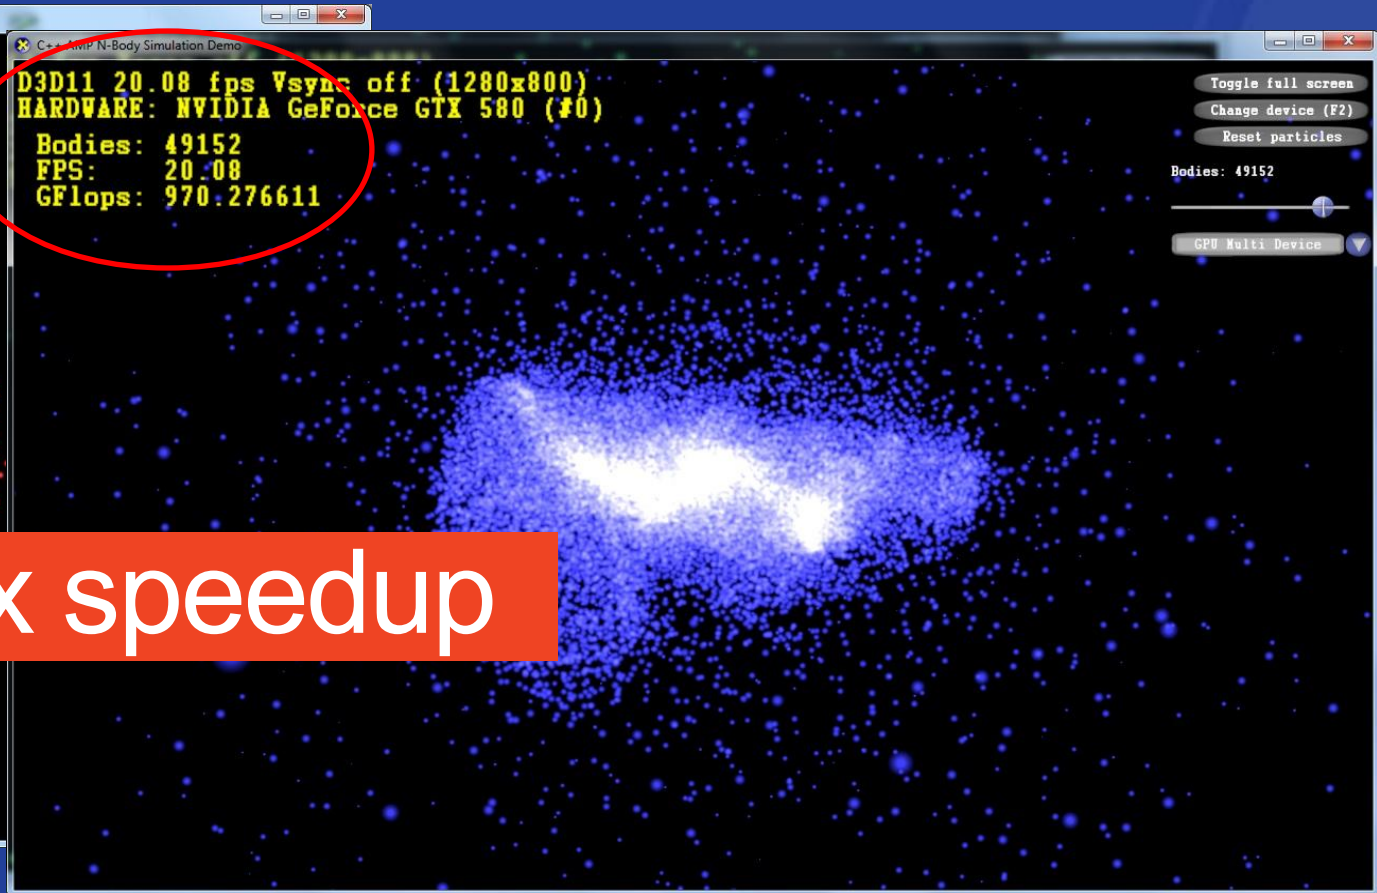 C++ AMP N-Body Simulation Demo
D3D11 20.08 fps Vsync off (1280x800)
HARDWARE: NVIDIA GeForce GTX 580 (#0)
Bodies: 49152
FPS: 20.08
GFlops: 970.276611
Toggle full screen
Change device (F2)
Reset particles
Bodies: 49152
GPU Multi Device
x speedup